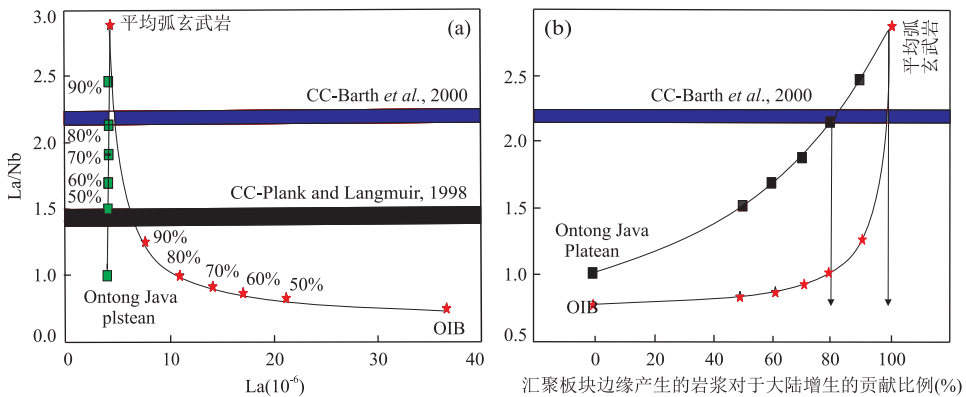 3.0
2.5
2.0
1.5
1.0
0.5
0.0
La/Nb
平均弧玄武岩
(a)
90%
CC-Barth et al., 2000
80%
70%
60%
50%
CC-Plank and Langmuir, 1998
90%
80%
70%
60%
50%
Ontong Java
plstean
OIB
0
10
20
30
40
La(10-6)
(b)
平均弧
玄武岩
CC-Barth et al., 2000
Ontong Java
Platean
OIB
3.0
2.5
2.0
1.5
1.0
0.5
0
20
40
60
80
100
汇聚板块边缘产生的岩浆对于大陆增生的贡献比例(%)